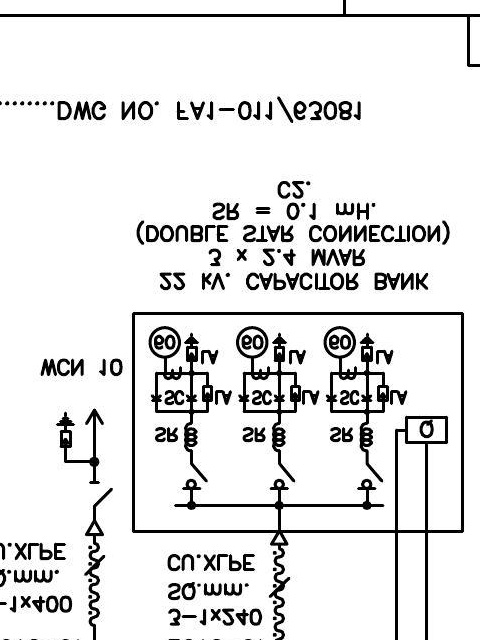 -1x400
3-1x240
Q.mm.
SQ.mm.
U.XLPE
CU.XLPE
SR SR SR Q
SC LA SC LA SC LA
WCN 10
LA LA LA
60 60 60
22 kV. CAPACITOR BANK
3 x 2.4 MVAR
(DOUBLE STAR CONNECTION)
SR = 0.1 mH.
C2.
........DWG NO. FA1-011/63081